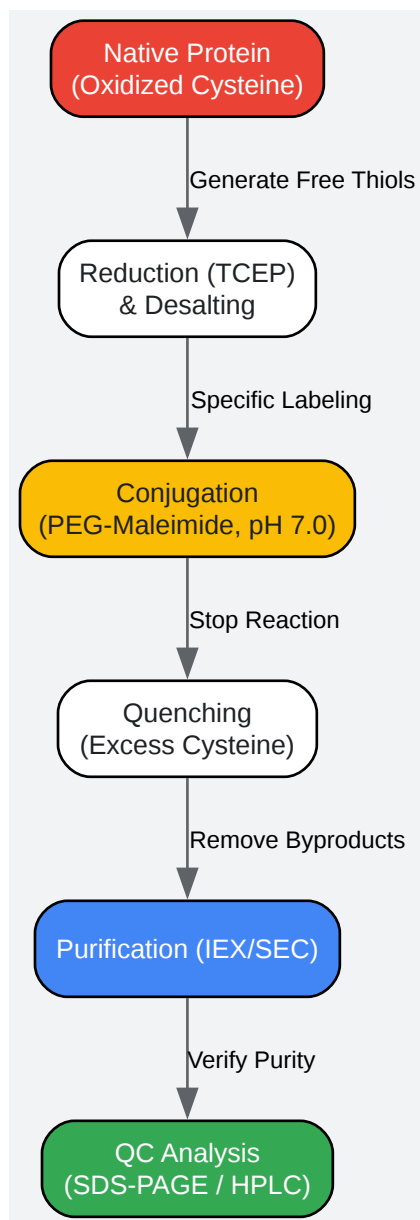 Native Protein
(Oxidized Cysteine)
Generate Free Thiols
Reduction (TCEP)
& Desalting
Specific Labeling
Conjugation
(PEG-Maleimide, pH 7.0)
Stop Reaction
Quenching
(Excess Cysteine)
Remove Byproducts
Purification (IEX/SEC)
Verify Purity
QC Analysis
(SDS-PAGE / HPLC)